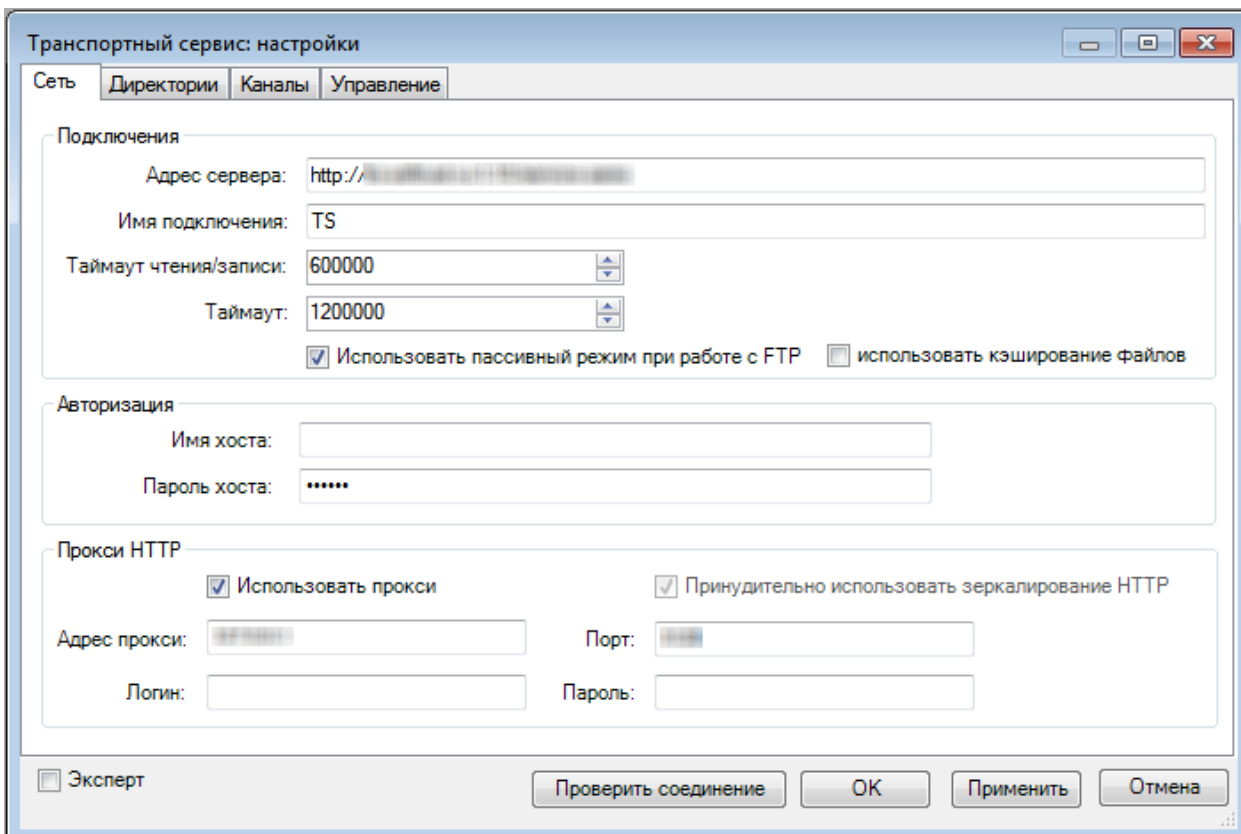 Транспортный сервис: настройки
Сеть Директории Каналы Управление
Подключения
Адрес сервера: http://
Имя подключения: TS
Таймаут чтения/записи: 600000
Таймаут: 1200000
Использовать пассивный режим при работе с FTP использовать кэширование файлов
Авторизация
Имя хоста:
Пароль хоста: ••••••
Прокси HTTP
Использовать прокси Принудительно использовать зеркалирование HTTP
Адрес прокси: Порт:
Логин: Пароль:
Эксперт Проверить соединение OK Применить Отмена